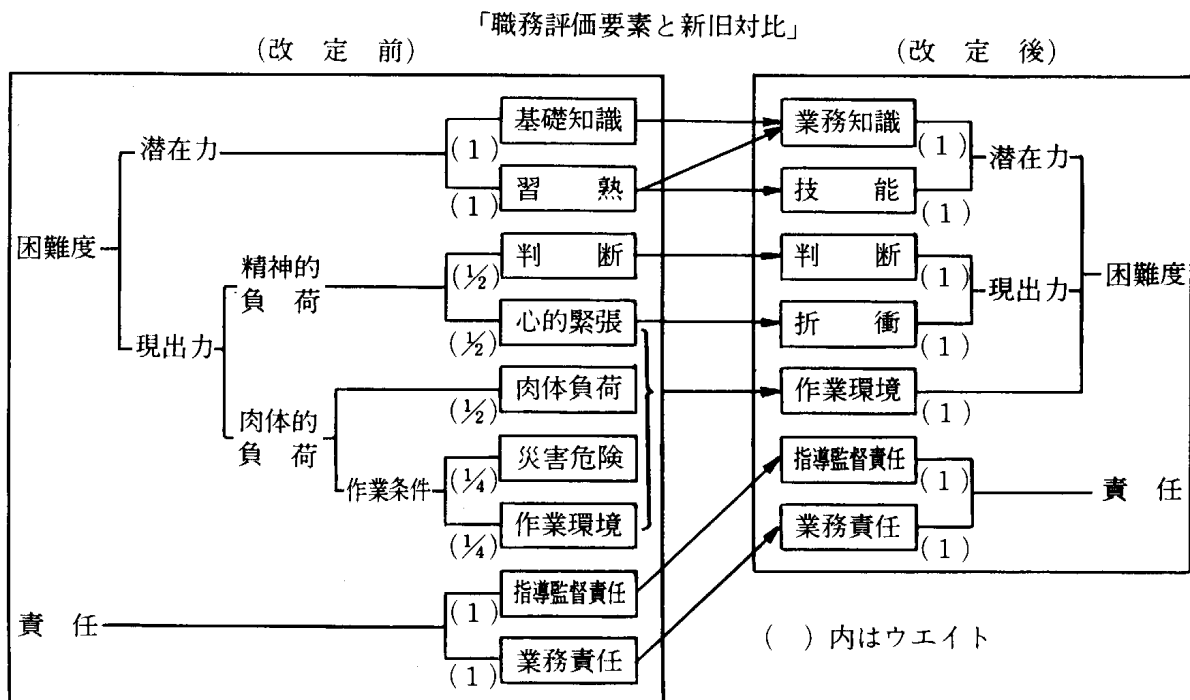 「職務評価要素と新旧対比」
(改 定 前)
(改 定 後)
困難度
潜在力
(1)
基礎知識
(1)
習 熟
現出力
精神的
負 荷
(½)
判 断
(½)
心的緊張
肉体的
負 荷
(½)
肉体負荷
作業条件
(¼)
災害危険
(¼)
作業環境
責 任
(1)
指導監督責任
(1)
業務責任
業務知識
(1)
技 能
(1)
潜在力
判 断
(1)
折 衝
(1)
現出力
困難度
作業環境
(1)
指導監督責任
(1)
業務責任
(1)
責 任
( )内はウエイト